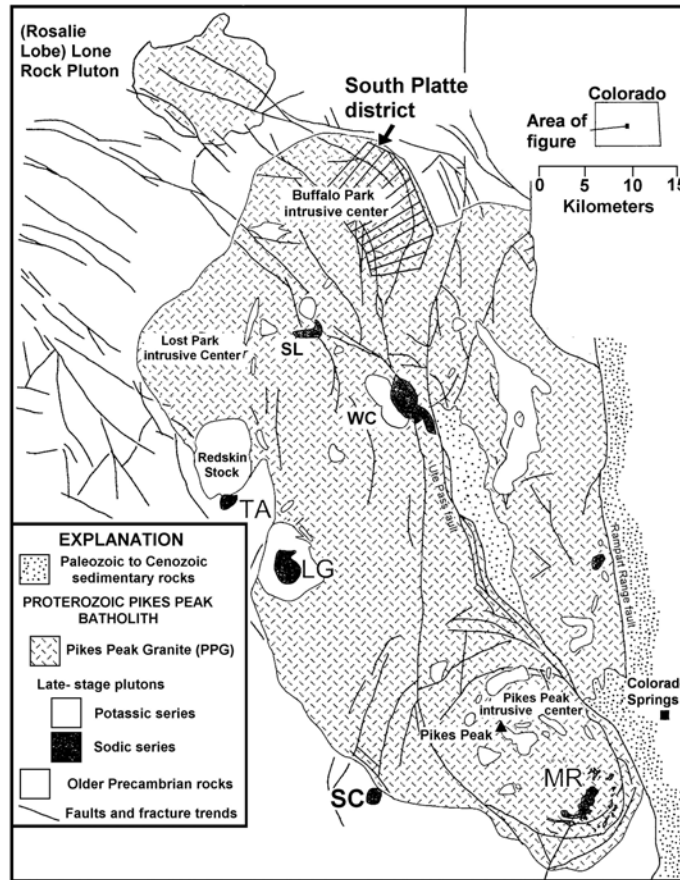 (Rosalie
Lobe) Lone
Rock Pluton
South Platte
district
Colorado
Area of
figure
0 5 10 15
Kilometers
Buffalo Park
intrusive center
Lost Park
intrusive Center
SL
WC
Redskin
Stock
TA
LG
Ute Pass fault
Rampart Range fault
EXPLANATION
Paleozoic to Cenozoic
sedimentary rocks
PROTEROZOIC PIKES PEAK
BATHOLITH
Pikes Peak Granite (PPG)
Late- stage plutons
Potassic series
Sodic series
Older Precambrian rocks
Faults and fracture trends
Pikes Peak
intrusive center
Pikes Peak
Colorado
Springs
MR
SC